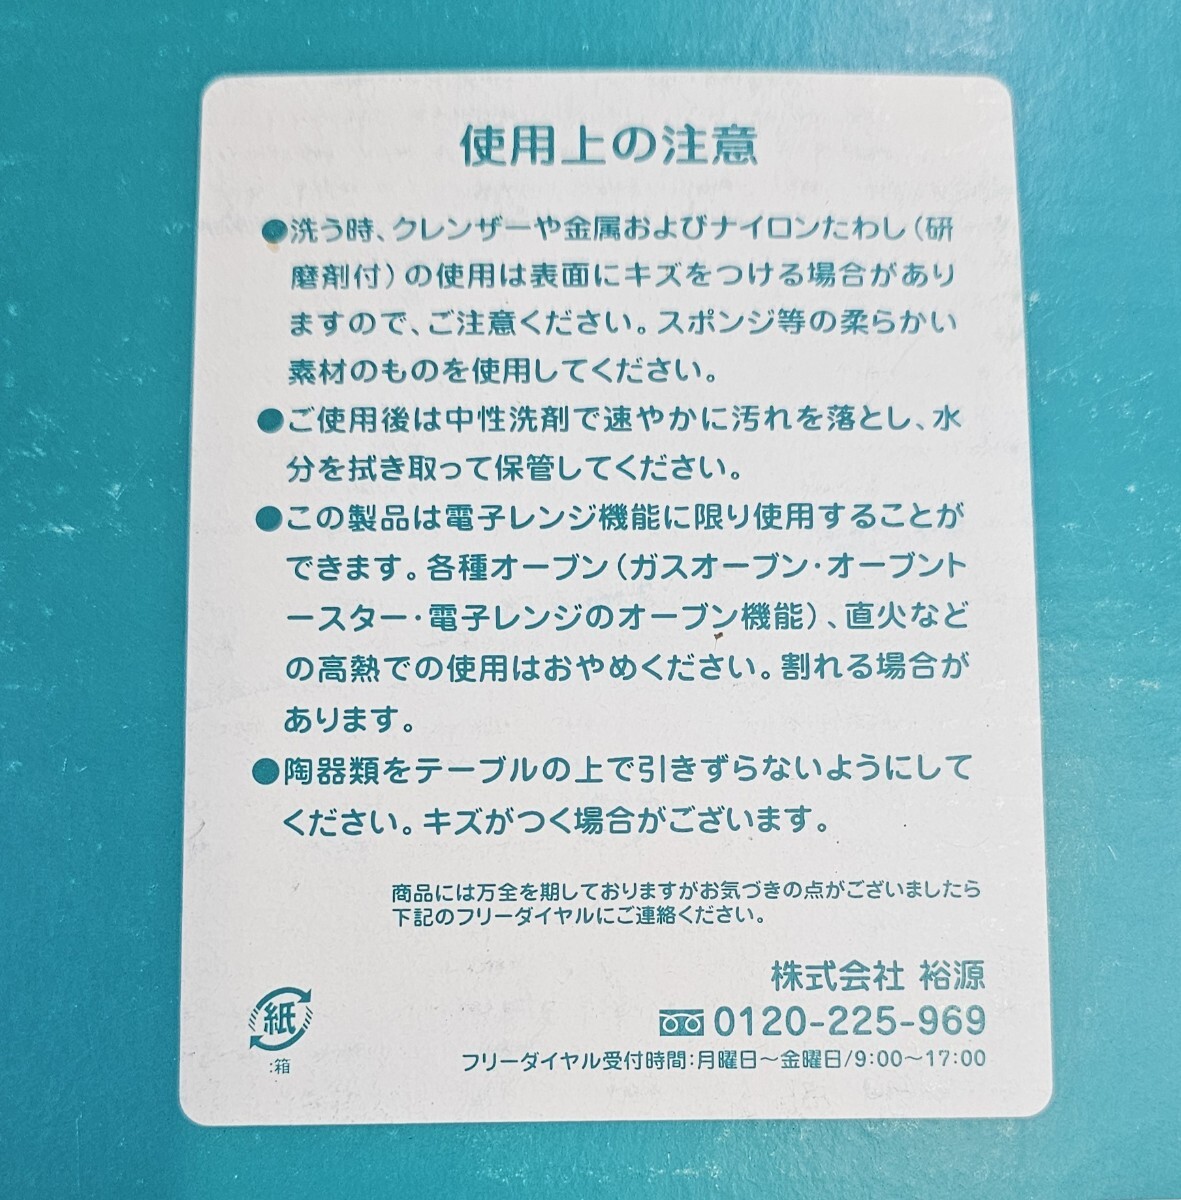 使用上の注意
●洗う時、クレンザーや金属およびナイロンたわし（研
磨剤付）の使用は表面にキズをつける場合があり
ますので、ご注意ください。スポンジ等の柔らかい
素材のものを使用してください。
●ご使用後は中性洗剤で速やかに汚れを落とし、水
分を拭き取って保管してください。
●この製品は電子レンジ機能に限り使用することが
できます。各種オーブン（ガスオーブン・オーブント
ースター・電子レンジのオーブン機能）、直火など
の高熱での使用はおやめください。割れる場合が
あります。
●陶器類をテーブルの上で引きずらないようにして
ください。キズがつく場合がございます。
商品には万全を期しておりますがお気づきの点がございましたら
下記のフリーダイヤルにご連絡ください。
株式会社 裕源
0120-225-969
フリーダイヤル受付時間：月曜日～金曜日/9:00～17:00
紙
：箱